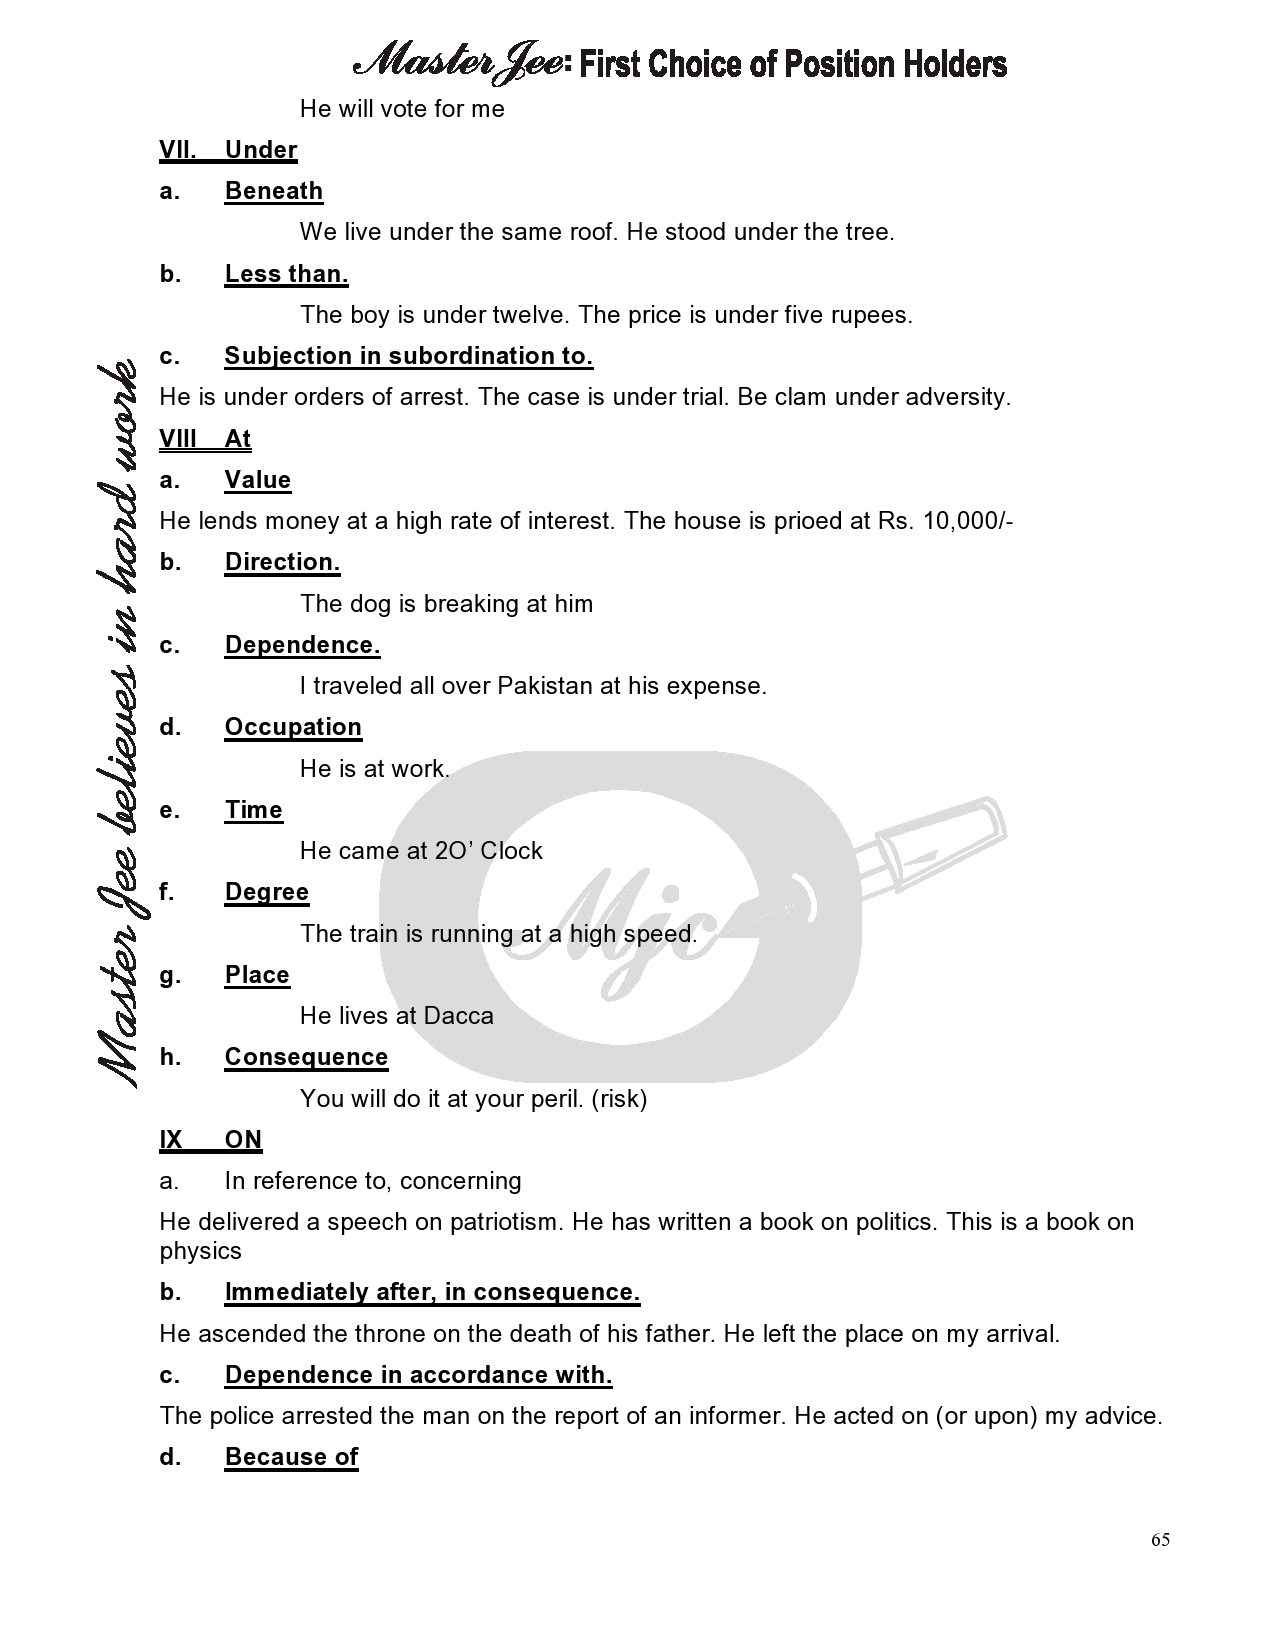 Master Jee: First Choice of Position Holders
He will vote for me
VII. Under
a. Beneath
We live under the same roof. He stood under the tree.
b. Less than.
The boy is under twelve. The price is under five rupees.
c. Subjection in subordination to.
He is under orders of arrest. The case is under trial. Be clam under adversity.
VIII At
a. Value
He lends money at a high rate of interest. The house is prioed at Rs. 10,000/-
b. Direction.
The dog is breaking at him
c. Dependence.
I traveled all over Pakistan at his expense.
d. Occupation
He is at work.
e. Time
He came at 2O’ Clock
f. Degree
The train is running at a high speed.
g. Place
He lives at Dacca
h. Consequence
You will do it at your peril. (risk)
IX ON
a. In reference to, concerning
He delivered a speech on patriotism. He has written a book on politics. This is a book on
physics
b. Immediately after, in consequence.
He ascended the throne on the death of his father. He left the place on my arrival.
c. Dependence in accordance with.
The police arrested the man on the report of an informer. He acted on (or upon) my advice.
d. Because of
65
Master Jee believes in hard work
Mjc